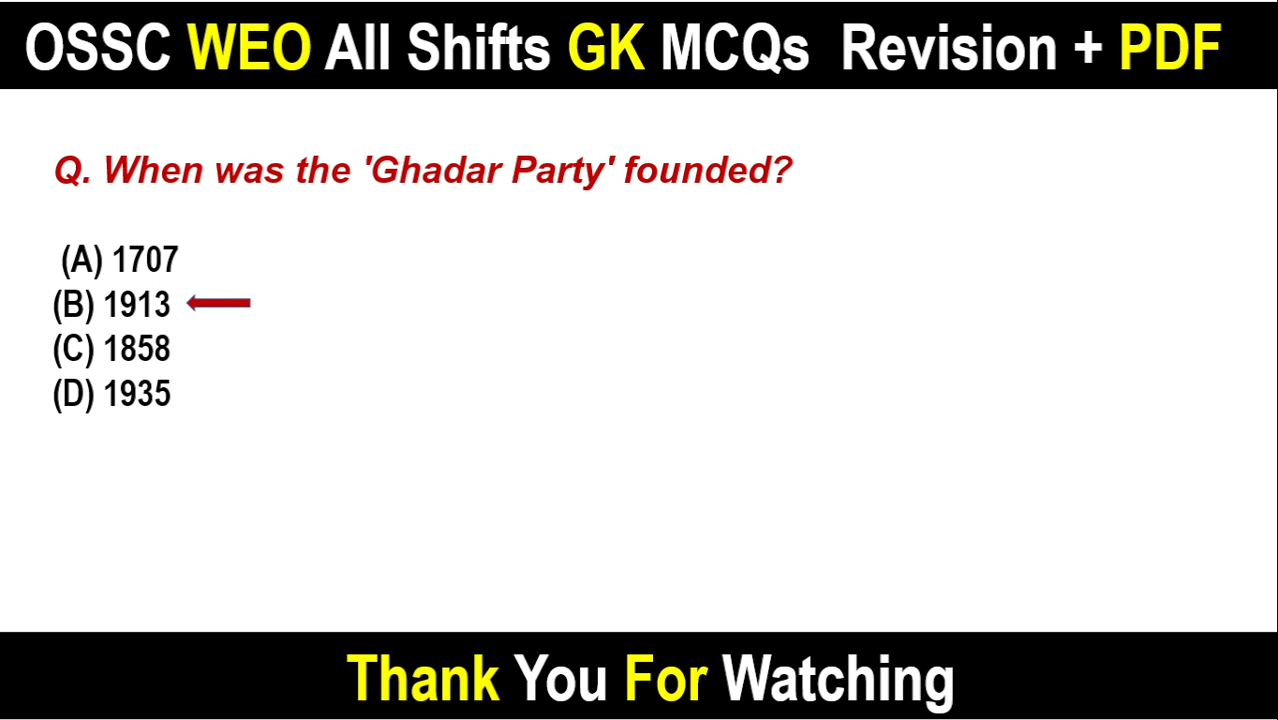 OSSC WEO All Shifts GK MCQs Revision + PDF
Q. When was the 'Ghadar Party' founded?
(A) 1707
(B) 1913
(C) 1858
(D) 1935
Thank You For Watching